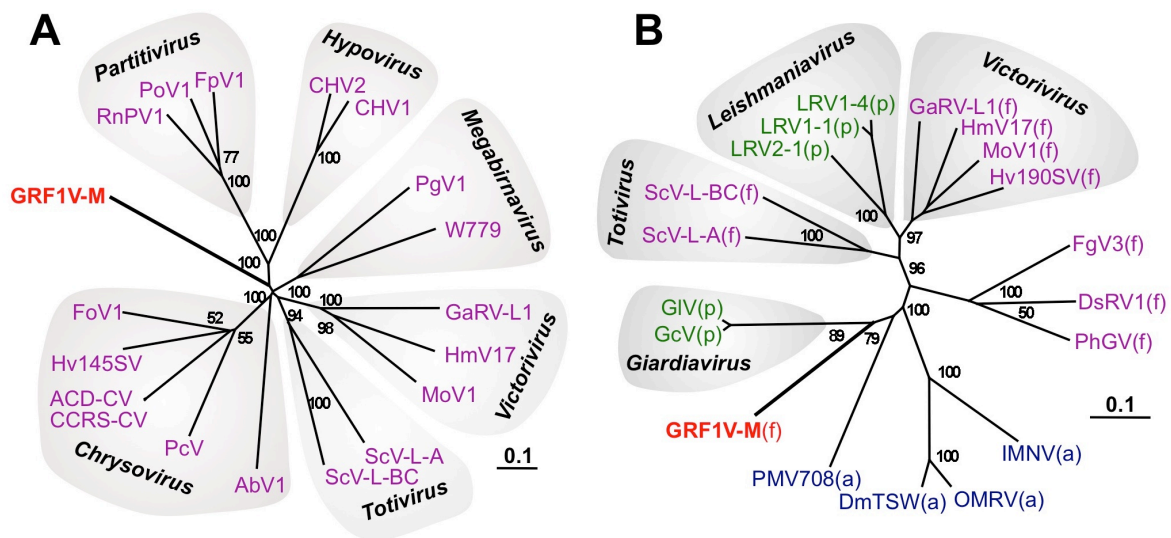 A
Partitivirus
PoV1
FpV1
RnPV1
77
100
Hypovirus
CHV2
CHV1
100
Megabirnavirus
PgV1
W779
GRF1V-M
100
100
100
100
100
GaRV-L1
HmV17
MoV1
98
Victorivirus
94
100
ScV-L-A
ScV-L-BC
Totivirus
FoV1
52
55
Hv145SV
ACD-CV
CCRS-CV
PcV
AbV1
Chrysovirus
0.1
B
Leishmaniavirus
LRV1-4(p)
LRV1-1(p)
LRV2-1(p)
100
Victorivirus
GaRV-L1(f)
HmV17(f)
MoV1(f)
Hv190SV(f)
97
Totivirus
ScV-L-BC(f)
ScV-L-A(f)
100
96
FgV3(f)
100
DsRV1(f)
50
PhGV(f)
100
GlV(p)
GcV(p)
Giardiavirus
89
79
GRF1V-M(f)
PMV708(a)
100
IMNV(a)
100
DmTSW(a)
OMRV(a)
0.1